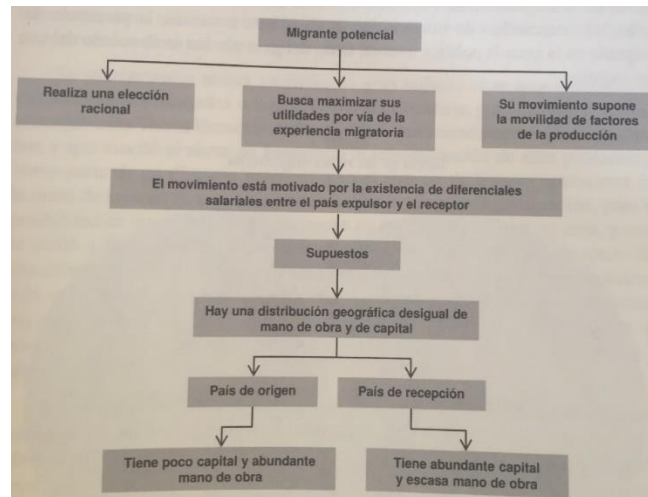 Migrante potencial
Realiza una elección
racional
Busca maximizar sus
utilidades por vía de la
experiencia migratoria
Su movimiento supone
la movilidad de factores
de la producción
El movimiento está motivado por la existencia de diferenciales
salariales entre el país expulsor y el receptor
Supuestos
Hay una distribución geográfica desigual de
mano de obra y de capital
País de origen
País de recepción
Tiene poco capital y abundante
mano de obra
Tiene abundante capital
y escasa mano de obra